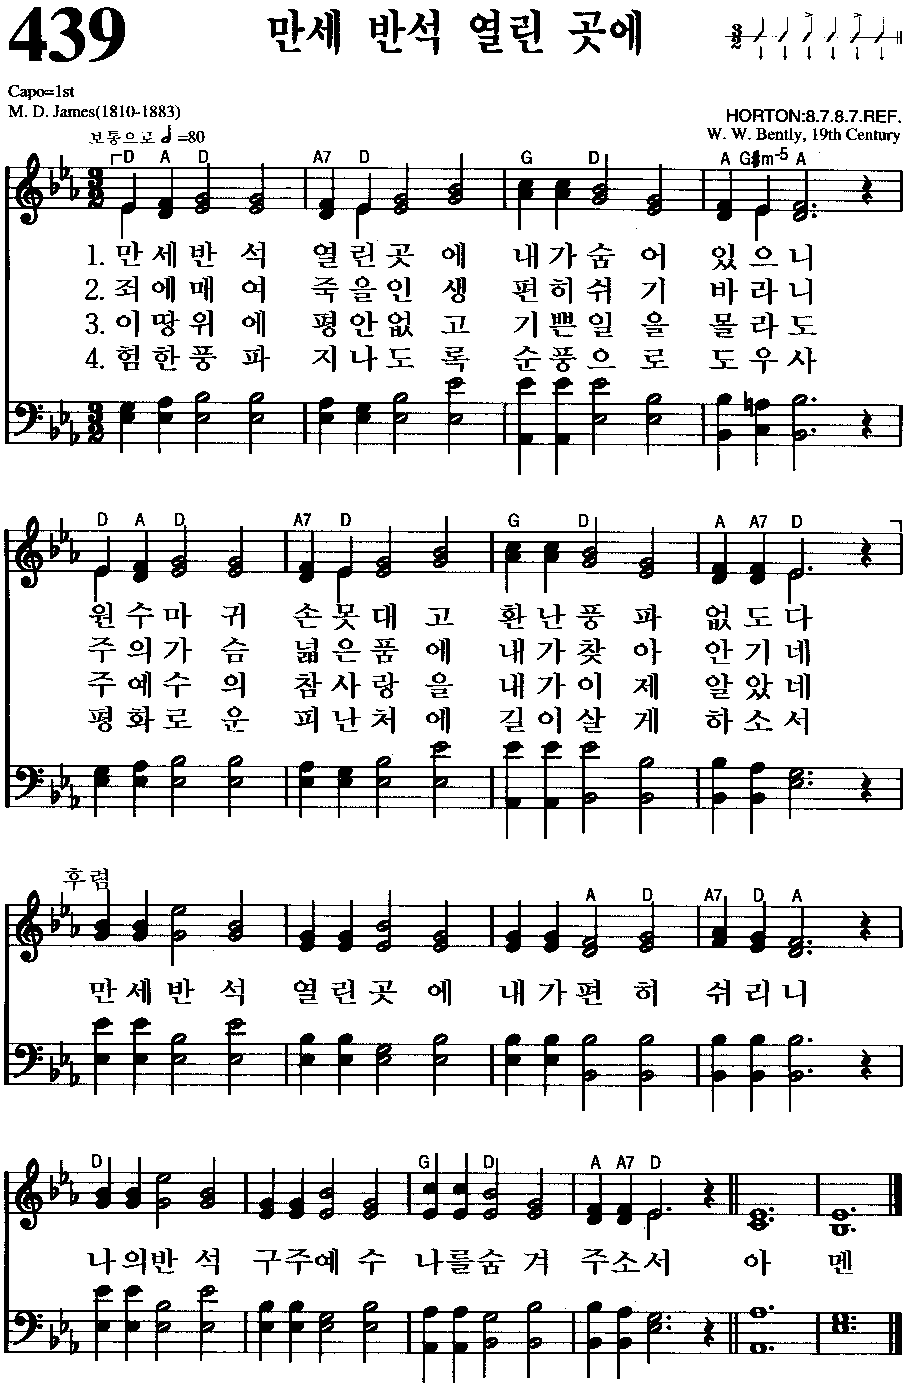 439
만세 반석 열린 곳에
Capo=1st
M. D. James(1810-1883)
HORTON:8.7.8.7.REF.
W. W. Bently, 19th Century
보통으로 =80
D A D A7 D G D A G#m-5 A
1. 만세반석 열린곳에 내가숨어 있으니
2. 죄에매여 죽을인생 편히쉬기 바라니
3. 이땅위에 평안없고 기쁜일을 몰라도
4. 험한풍파 지나도록 순풍으로 도우사
D A D A7 D G D A A7 D
원수마귀 손못대고 환난풍파 없도다
주의가슴 넓은품에 내가찾아 안기네
주예수의 참사랑을 내가이제 알았네
평화로운 피난처에 길이살게 하소서
후렴
A D A7 D A
만세반석 열린곳에 내가편히 쉬리니
D G D A A7 D
나의반석 구주예수 나를숨겨 주소서 아멘